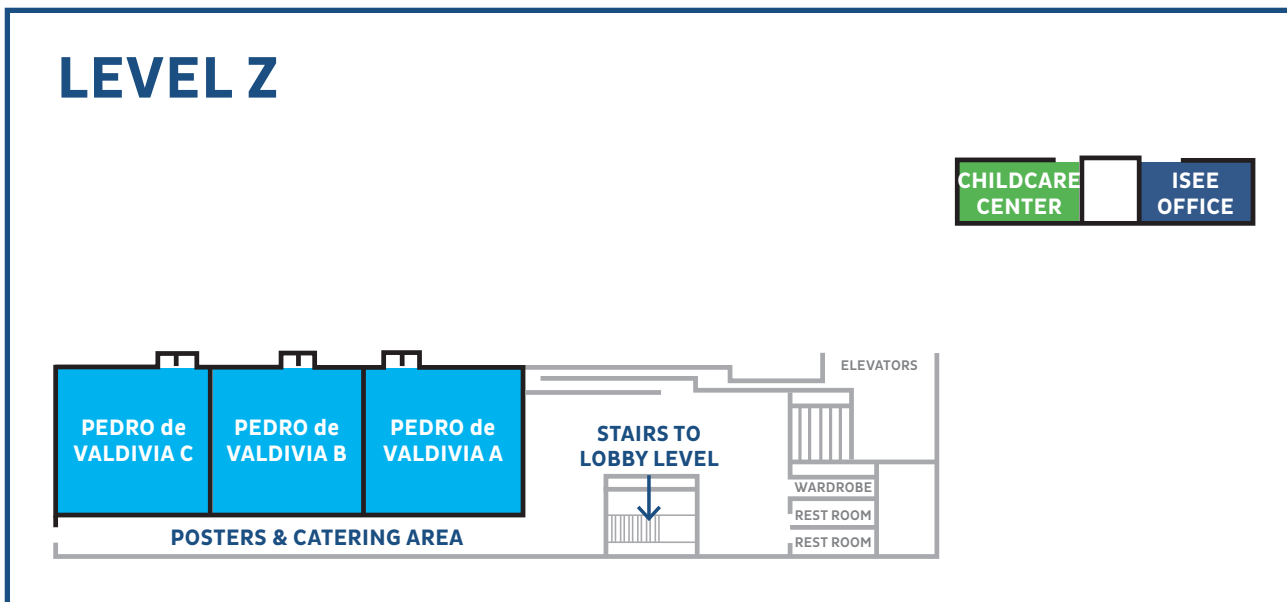 LEVEL Z
CHILDCARE
CENTER
ISEE
OFFICE
ELEVATORS
PEDRO de
VALDIVIA C
PEDRO de
VALDIVIA B
PEDRO de
VALDIVIA A
STAIRS TO
LOBBY LEVEL
WARDROBE
REST ROOM
REST ROOM
POSTERS & CATERING AREA